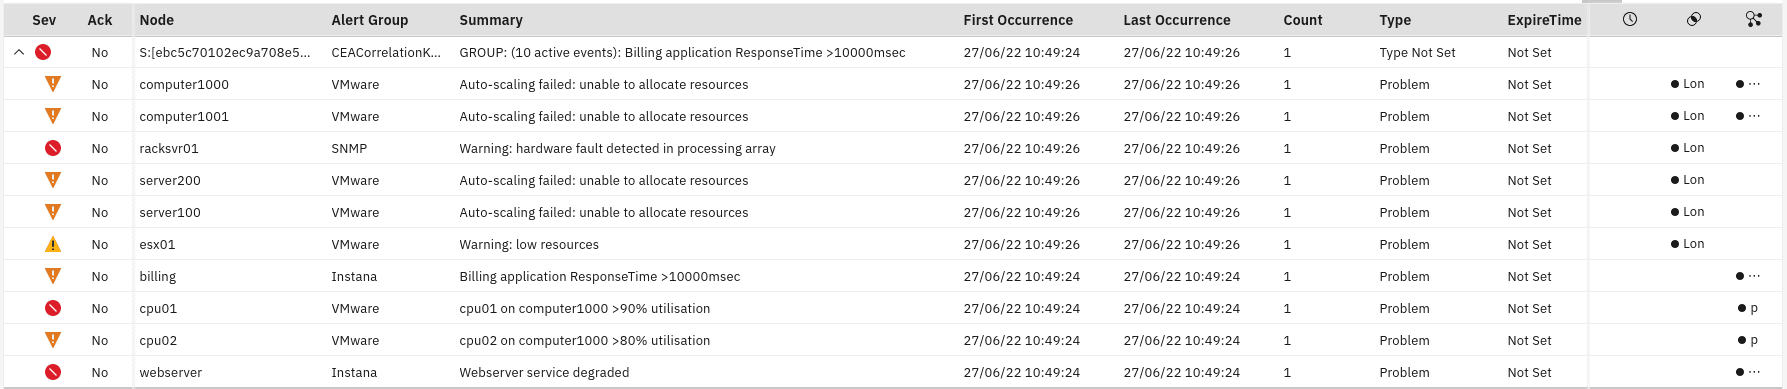 Sev Ack Node Alert Group Summary First Occurrence Last Occurrence Count Type ExpireTime
No S:[ebc5c70102ec9a708e5... CEACorrelationK... GROUP: (10 active events): Billing application ResponseTime >10000msec 27/06/22 10:49:24 27/06/22 10:49:26 1 Type Not Set Not Set
No computer1000 VMware Auto-scaling failed: unable to allocate resources 27/06/22 10:49:26 27/06/22 10:49:26 1 Problem Not Set Lon ...
No computer1001 VMware Auto-scaling failed: unable to allocate resources 27/06/22 10:49:26 27/06/22 10:49:26 1 Problem Not Set Lon ...
No racksvr01 SNMP Warning: hardware fault detected in processing array 27/06/22 10:49:26 27/06/22 10:49:26 1 Problem Not Set Lon
No server200 VMware Auto-scaling failed: unable to allocate resources 27/06/22 10:49:26 27/06/22 10:49:26 1 Problem Not Set Lon
No server100 VMware Auto-scaling failed: unable to allocate resources 27/06/22 10:49:26 27/06/22 10:49:26 1 Problem Not Set Lon
No esx01 VMware Warning: low resources 27/06/22 10:49:26 27/06/22 10:49:26 1 Problem Not Set Lon
No billing Instana Billing application ResponseTime >10000msec 27/06/22 10:49:24 27/06/22 10:49:24 1 Problem Not Set ...
No cpu01 VMware cpu01 on computer1000 >90% utilisation 27/06/22 10:49:24 27/06/22 10:49:24 1 Problem Not Set p
No cpu02 VMware cpu02 on computer1000 >80% utilisation 27/06/22 10:49:24 27/06/22 10:49:24 1 Problem Not Set p
No webserver Instana Webserver service degraded 27/06/22 10:49:24 27/06/22 10:49:24 1 Problem Not Set ...